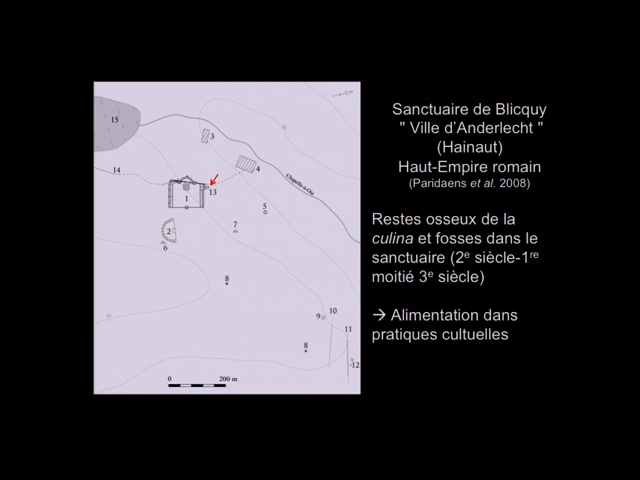 Sanctuaire de Blicquy
" Ville d'Anderlecht "
(Hainaut)
Haut-Empire romain
(Paridaens et al. 2008)
Restes osseux de la
culina et fosses dans le
sanctuaire (2e siècle-1re
moitié 3e siècle)
→ Alimentation dans
pratiques cultuelles
15
3
4
14
Chapelle-à-Oie
13
1
5
7
2
6
8
10
9
11
8
12
0 200 m